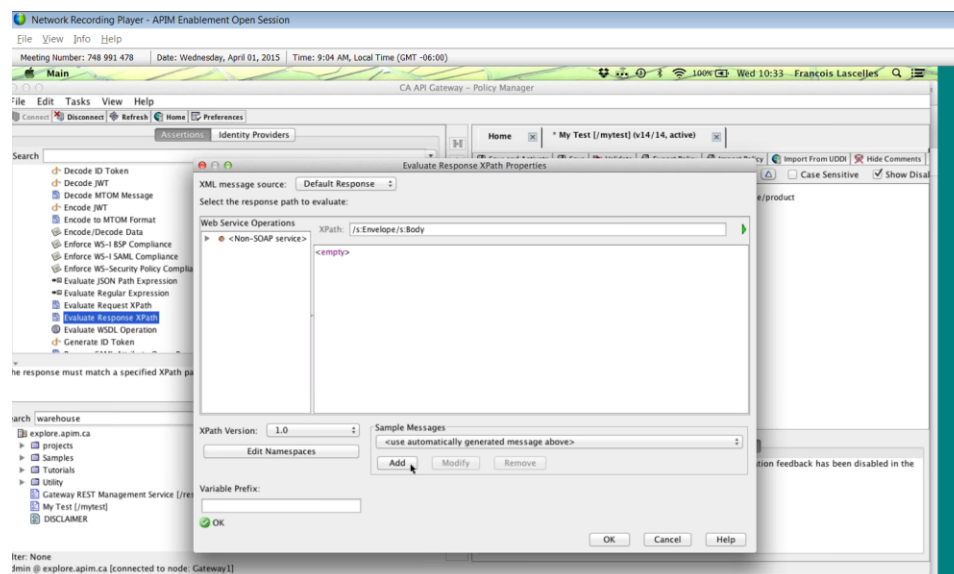 Network Recording Player - APIM Enablement Open Session
File View Info Help
Meeting Number: 748 991 478 Date: Wednesday, April 01, 2015 Time: 9:04 AM, Local Time (GMT -06:00)
Main 100% Wed 10:33 Francois Lascelles
CA API Gateway – Policy Manager
File Edit Tasks View Help
Connect Disconnect Refresh Home Preferences
Assertions Identity Providers
Home * My Test [/mytest] (v14/14, active)
Search
Import From UDDI Hide Comments
Case Sensitive Show Disal
e/product
Decode ID Token
Decode JWT
Decode MTOM Message
Encode JWT
Encode to MTOM Format
Encode/Decode Data
Enforce WS-I BSP Compliance
Enforce WS-I SAML Compliance
Enforce WS-Security Policy Complia
Evaluate JSON Path Expression
Evaluate Regular Expression
Evaluate Request XPath
Evaluate Response XPath
Evaluate WSDL Operation
Generate ID Token
he response must match a specified XPath pa
arch warehouse
explore.apim.ca
projects
Samples
Tutorials
Utility
Gateway REST Management Service [/res
My Test [/mytest]
DISCLAIMER
lter: None
dmin @ explore.apim.ca [connected to node: Gateway1]
Evaluate Response XPath Properties
XML message source: Default Response
Select the response path to evaluate:
Web Service Operations
<Non-SOAP service>
XPath: /s:Envelope/s:Body
<empty>
XPath Version: 1.0
Edit Namespaces
Sample Messages
<use automatically generated message above>
Add Modify Remove
Variable Prefix:
OK
OK Cancel Help
tion feedback has been disabled in the